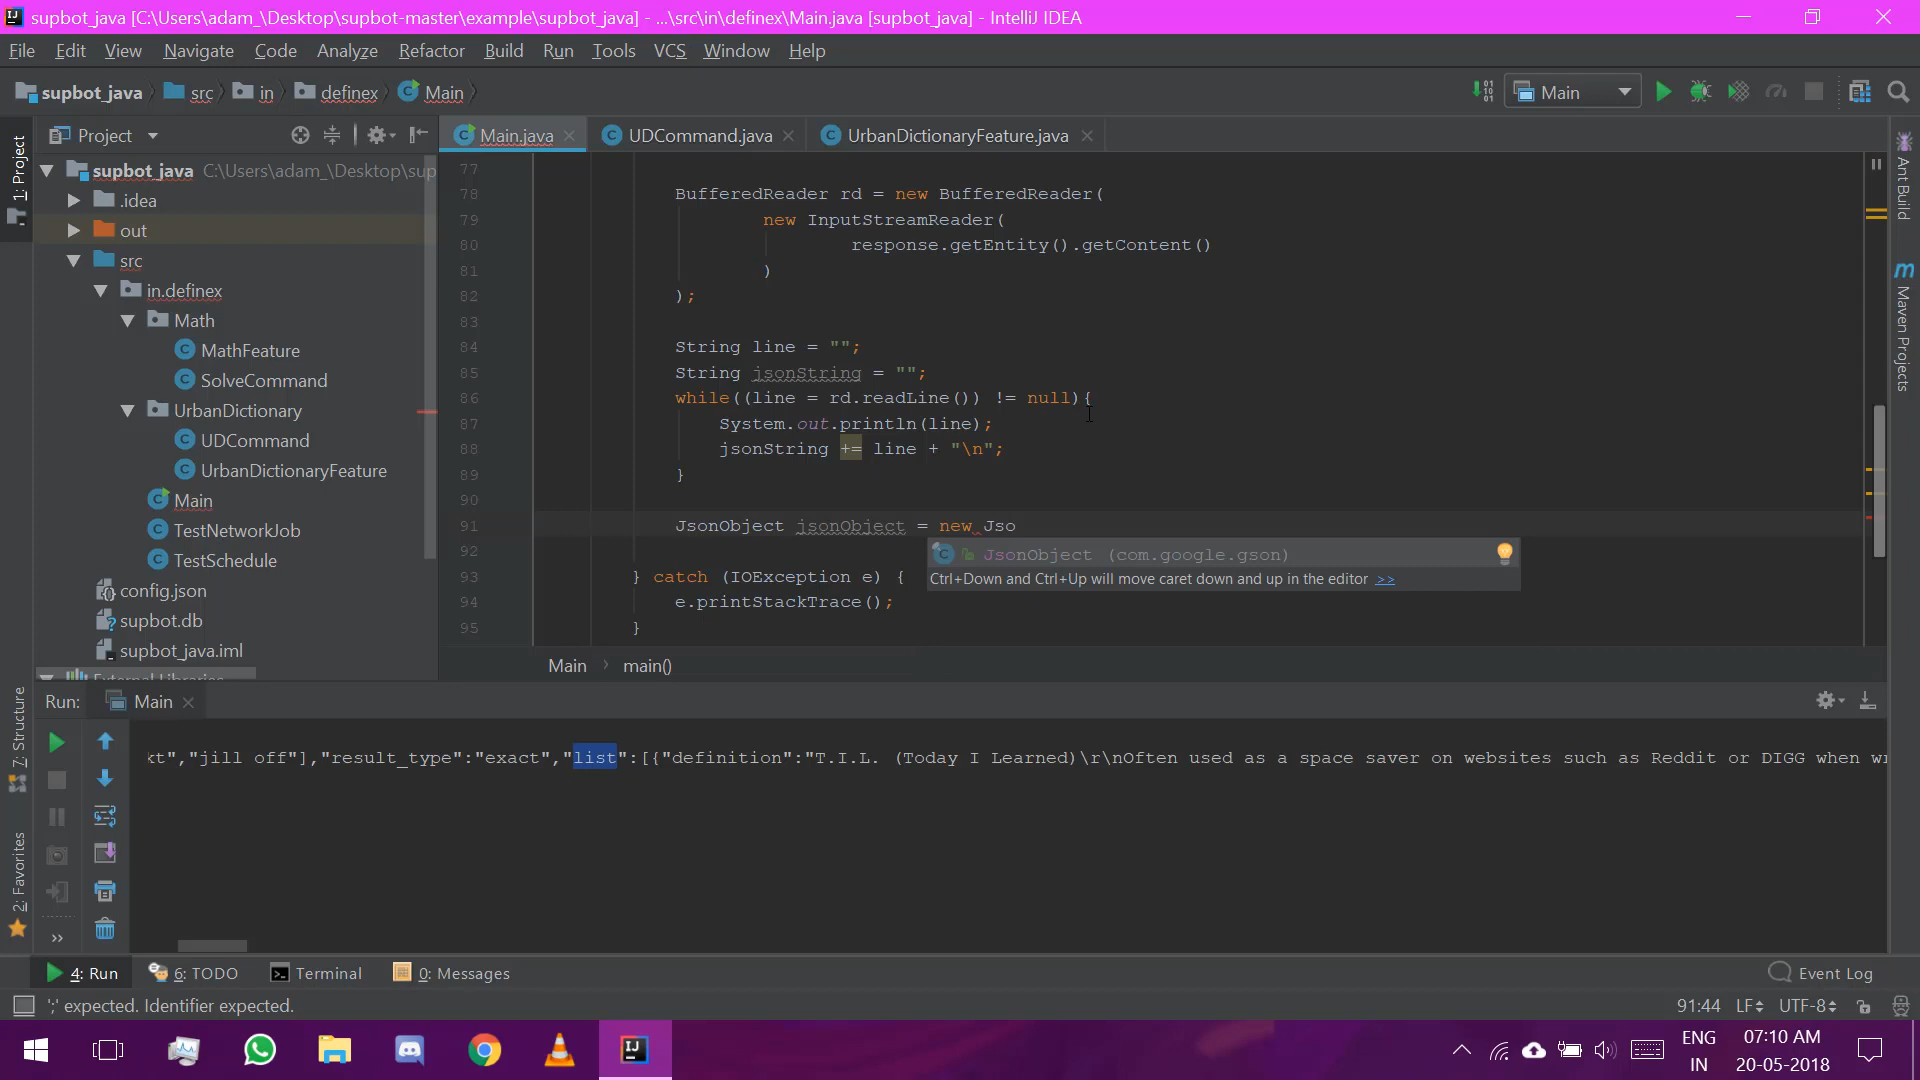 supbot_java [C:\Users\adam_\Desktop\supbot-master\example\supbot_java] - ...\src\in\definex\Main.java [supbot_java] - IntelliJ IDEA
File Edit View Navigate Code Analyze Refactor Build Run Tools VCS Window Help
supbot_java src in definex Main
Main
Project
Main.java UDCommand.java UrbanDictionaryFeature.java
1: Project
supbot_java C:\Users\adam_\Desktop\sup
.idea
out
src
in.definex
Math
MathFeature
SolveCommand
UrbanDictionary
UDCommand
UrbanDictionaryFeature
Main
TestNetworkJob
TestSchedule
config.json
supbot.db
supbot_java.iml
External Libraries
77
78 BufferedReader rd = new BufferedReader(
79 new InputStreamReader(
80 response.getEntity().getContent()
81 )
82 );
83
84 String line = "";
85 String jsonString = "";
86 while((line = rd.readLine()) != null){
87 System.out.println(line);
88 jsonString += line + "\n";
89 }
90
91 JsonObject jsonObject = new Jso
JsonObject (com.google.gson)
Ctrl+Down and Ctrl+Up will move caret down and up in the editor >>
92
93 } catch (IOException e) {
94 e.printStackTrace();
95 }
Main main()
Ant Build
m Maven Projects
7: Structure
2: Favorites
Run: Main
kt","jill off"],"result_type":"exact","list":[{"definition":"T.I.L. (Today I Learned)\r\nOften used as a space saver on websites such as Reddit or DIGG when wr
4: Run 6: TODO Terminal 0: Messages Event Log
';' expected. Identifier expected. 91:44 LF UTF-8
ENG 07:10 AM
IN 20-05-2018